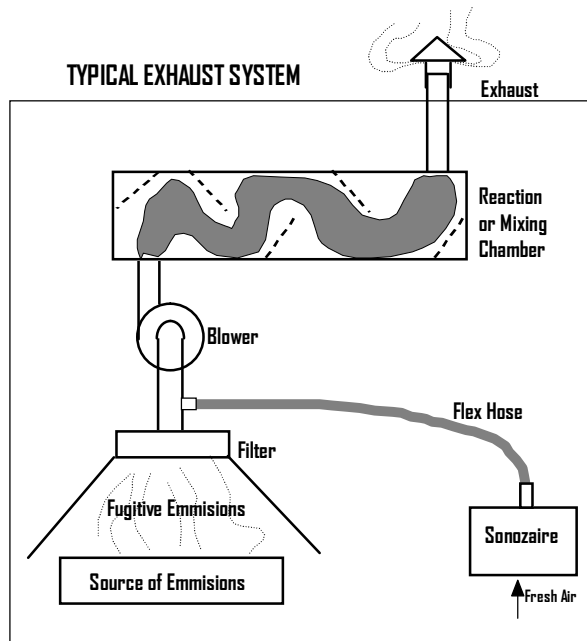 TYPICAL EXHAUST SYSTEM
Exhaust
Reaction
or Mixing
Chamber
Blower
Flex Hose
Filter
Fugitive Emmisions
Sonozaire
Source of Emmisions
Fresh Air